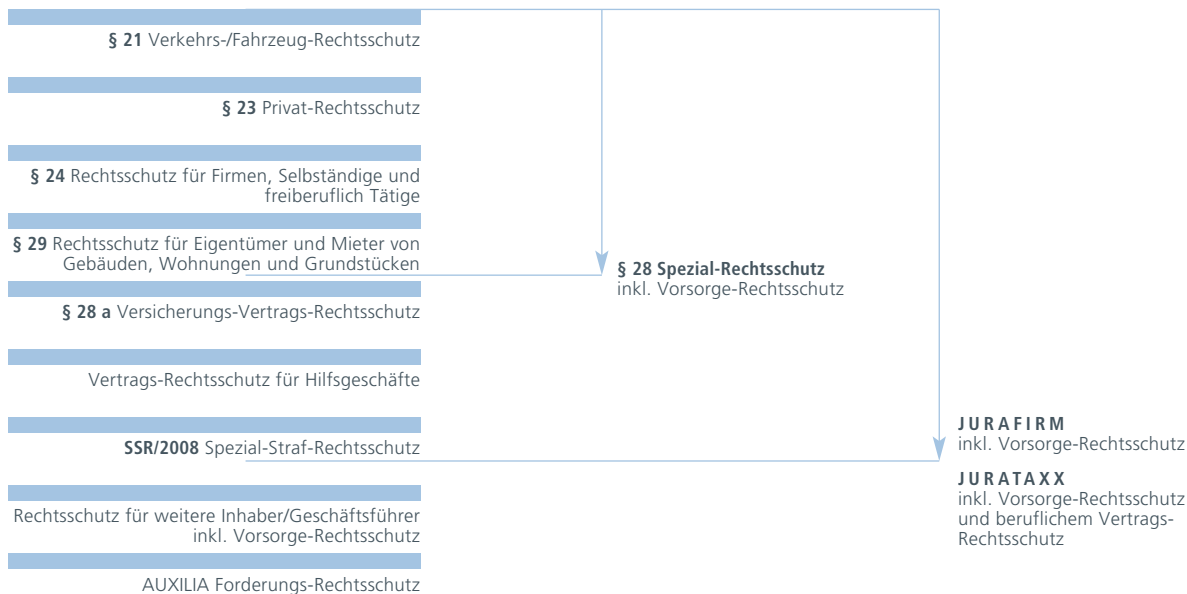 § 21 Verkehrs-/Fahrzeug-Rechtsschutz
§ 23 Privat-Rechtsschutz
§ 24 Rechtsschutz für Firmen, Selbständige und
freiberuflich Tätige
§ 29 Rechtsschutz für Eigentümer und Mieter von
Gebäuden, Wohnungen und Grundstücken
§ 28 a Versicherungs-Vertrags-Rechtsschutz
Vertrags-Rechtsschutz für Hilfsgeschäfte
SSR/2008 Spezial-Straf-Rechtsschutz
Rechtsschutz für weitere Inhaber/Geschäftsführer
inkl. Vorsorge-Rechtsschutz
AUXILIA Forderungs-Rechtsschutz
§ 28 Spezial-Rechtsschutz
inkl. Vorsorge-Rechtsschutz
JURAFIRM
inkl. Vorsorge-Rechtsschutz
JURATAXX
inkl. Vorsorge-Rechtsschutz
und beruflichem Vertrags-
Rechtsschutz